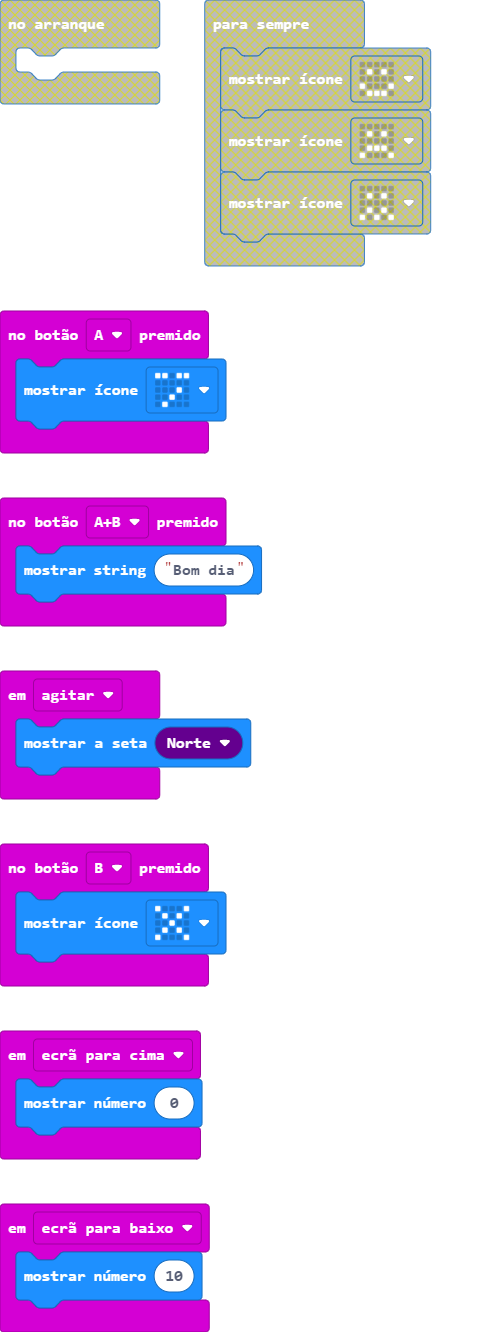 no arranque
para sempre
mostrar ícone
mostrar ícone
mostrar ícone
no botão A premido
mostrar ícone
no botão A+B premido
mostrar string "Bom dia"
em agitar
mostrar a seta Norte
no botão B premido
mostrar ícone
em ecrã para cima
mostrar número 0
em ecrã para baixo
mostrar número 10